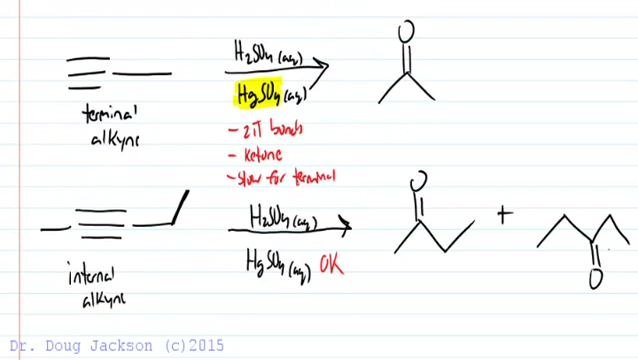 O
H2SO4 (aq)
HgSO4 (aq)
terminal
alkyne
- 2 π bonds
- ketone
- slow for terminal
O
H2SO4 (aq)
+
HgSO4 (aq) OK
O
internal
alkyne
Dr. Doug Jackson (c)2015